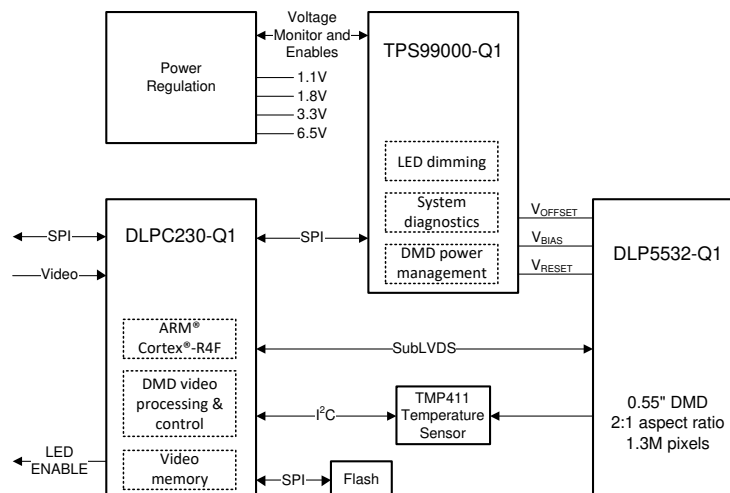 Power
Regulation
Voltage
Monitor and
Enables
1.1V
1.8V
3.3V
6.5V
TPS99000-Q1
LED dimming
System
diagnostics
DMD power
management
VOFFSET
VBIAS
VRESET
SPI
Video
LED
ENABLE
DLPC230-Q1
ARM®
Cortex®-R4F
DMD video
processing &
control
Video
memory
SPI
SubLVDS
I²C
TMP411
Temperature
Sensor
SPI
Flash
DLP5532-Q1
0.55" DMD
2:1 aspect ratio
1.3M pixels